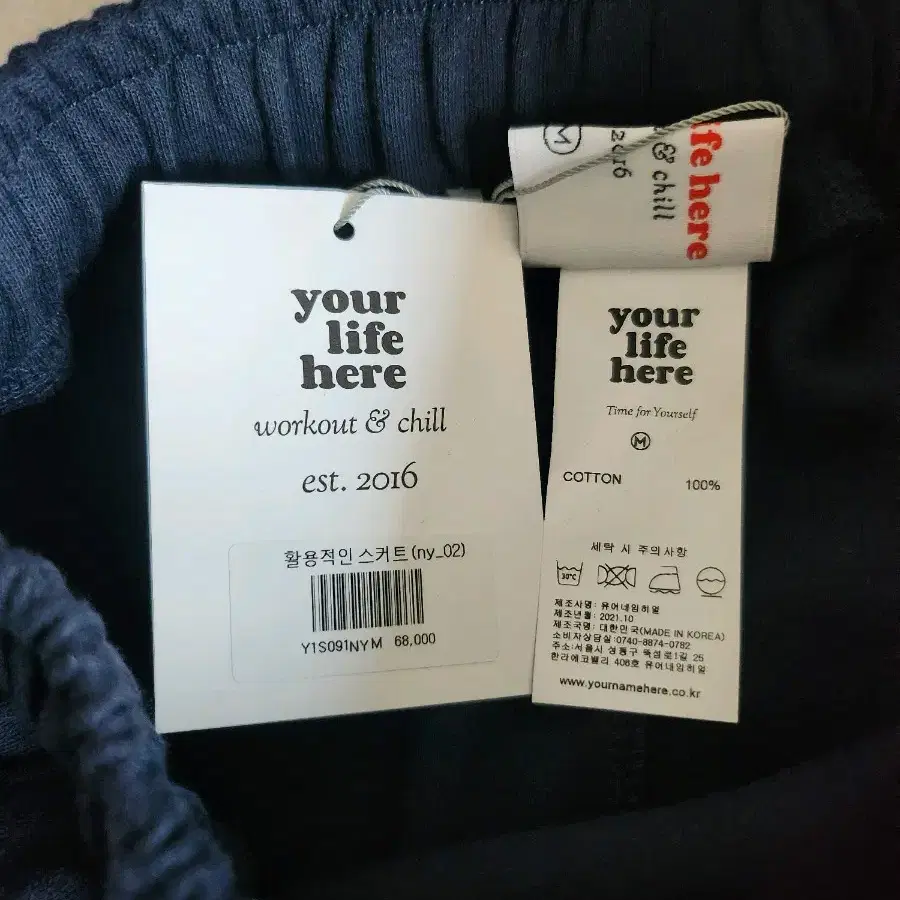 your
life
here
workout & chill
est. 2016
활용적인 스커트 (ny_02)
Y1S091NY M 68,000
M
2016
& chill
life here
your
life
here
Time for Yourself
M
COTTON 100%
세탁 시 주의사항
30℃
제조사명: 유어네임히얼
제조년월: 2021.10
제조국명: 대한민국(MADE IN KOREA)
소비자상담실:0740-8874-0782
주소:서울시 성동구 뚝섬로1길 25
한라에코밸리 406호 유어네임히얼
www.yournamehere.co.kr